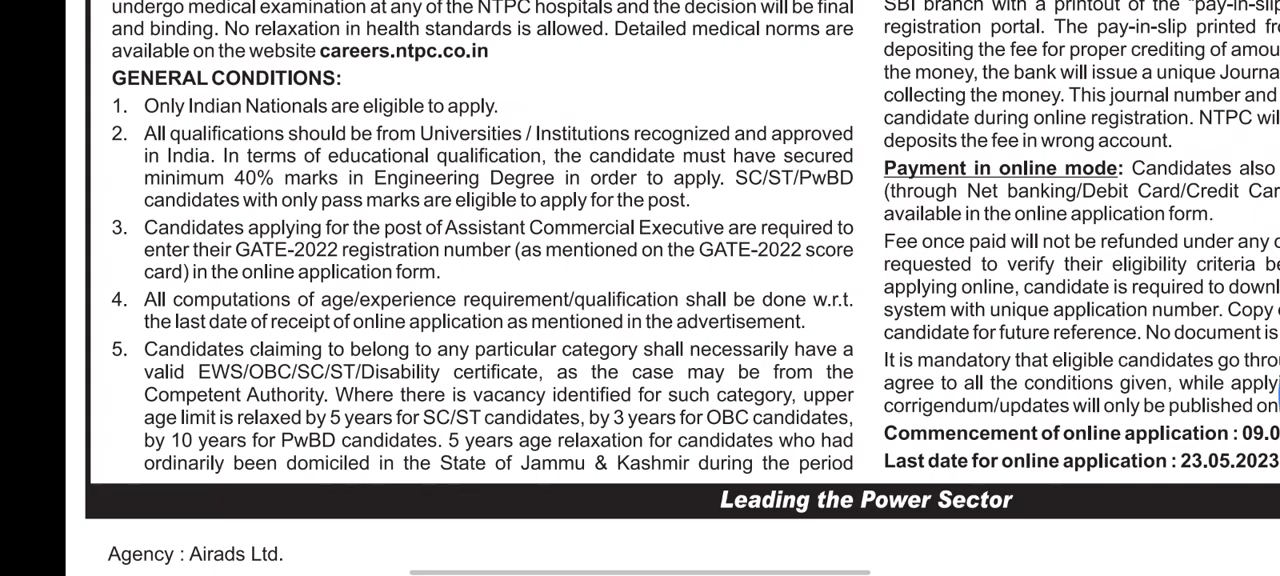 undergo medical examination at any of the NTPC hospitals and the decision will be final
and binding. No relaxation in health standards is allowed. Detailed medical norms are
available on the website careers.ntpc.co.in
GENERAL CONDITIONS:
1. Only Indian Nationals are eligible to apply.
2. All qualifications should be from Universities / Institutions recognized and approved
in India. In terms of educational qualification, the candidate must have secured
minimum 40% marks in Engineering Degree in order to apply. SC/ST/PwBD
candidates with only pass marks are eligible to apply for the post.
3. Candidates applying for the post of Assistant Commercial Executive are required to
enter their GATE-2022 registration number (as mentioned on the GATE-2022 score
card) in the online application form.
4. All computations of age/experience requirement/qualification shall be done w.r.t.
the last date of receipt of online application as mentioned in the advertisement.
5. Candidates claiming to belong to any particular category shall necessarily have a
valid EWS/OBC/SC/ST/Disability certificate, as the case may be from the
Competent Authority. Where there is vacancy identified for such category, upper
age limit is relaxed by 5 years for SC/ST candidates, by 3 years for OBC candidates,
by 10 years for PwBD candidates. 5 years age relaxation for candidates who had
ordinarily been domiciled in the State of Jammu & Kashmir during the period
SBI branch with a printout of the "pay-in-slip
registration portal. The pay-in-slip printed
depositing the fee for proper crediting of
the money, the bank will issue a unique
collecting the money. This journal number and
candidate during online registration. NTPC
deposits the fee in wrong account.
Payment in online mode: Candidates also
(through Net banking/Debit Card/Credit
available in the online application form.
Fee once paid will not be refunded under any
requested to verify their eligibility criteria
applying online, candidate is required to
system with unique application number. Copy
candidate for future reference. No document is
It is mandatory that eligible candidates go
agree to all the conditions given, while
corrigendum/updates will only be published on
Commencement of online application : 09.0
Last date for online application : 23.05.2023
Leading the Power Sector
Agency : Airads Ltd.